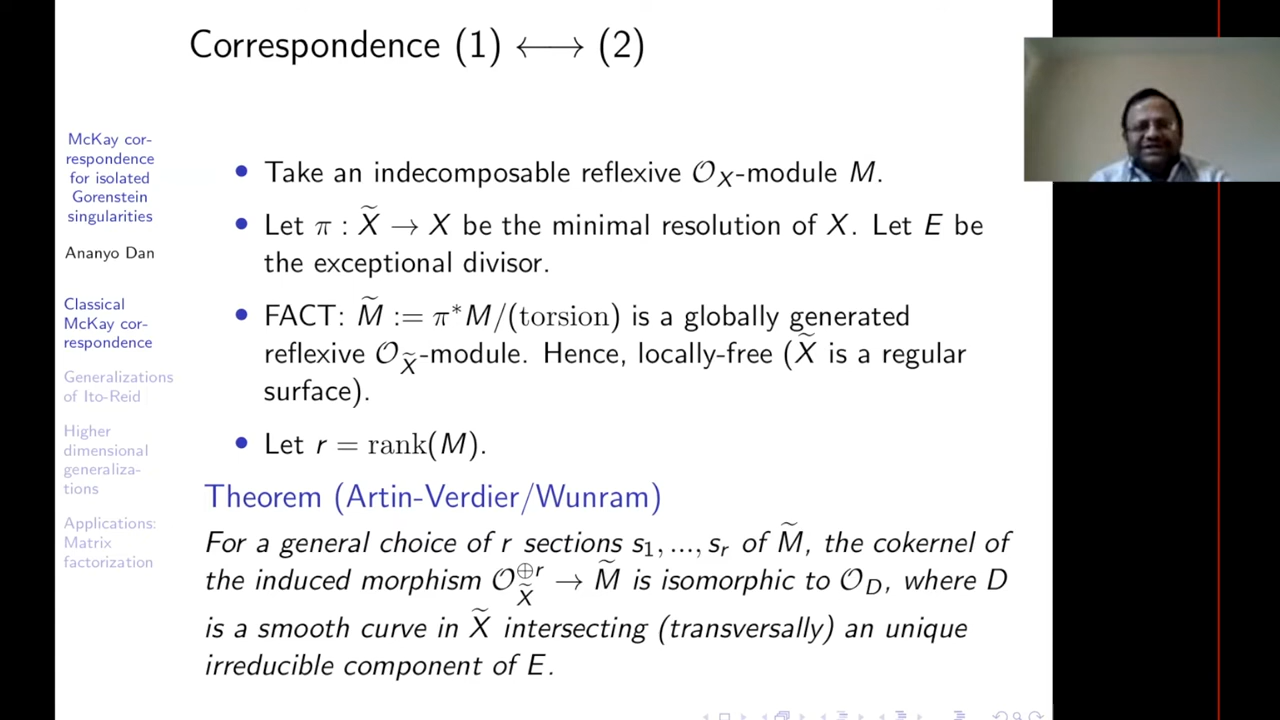 Correspondence (1) ⟷ (2)
McKay cor-
respondence
for isolated
Gorenstein
singularities
Ananyo Dan
Classical
McKay cor-
respondence
Generalizations
of Ito-Reid
Higher
dimensional
generaliza-
tions
Applications:
Matrix
factorization
• Take an indecomposable reflexive 𝒪_X-module M.
• Let π : X̃ → X be the minimal resolution of X. Let E be
the exceptional divisor.
• FACT: M̃ := π*M/(torsion) is a globally generated
reflexive 𝒪_X̃-module. Hence, locally-free (X̃ is a regular
surface).
• Let r = rank(M).
Theorem (Artin-Verdier/Wunram)
For a general choice of r sections s₁, ..., sᵣ of M̃, the cokernel of
the induced morphism 𝒪_X̃^⊕r → M̃ is isomorphic to 𝒪_D, where D
is a smooth curve in X̃ intersecting (transversally) an unique
irreducible component of E.